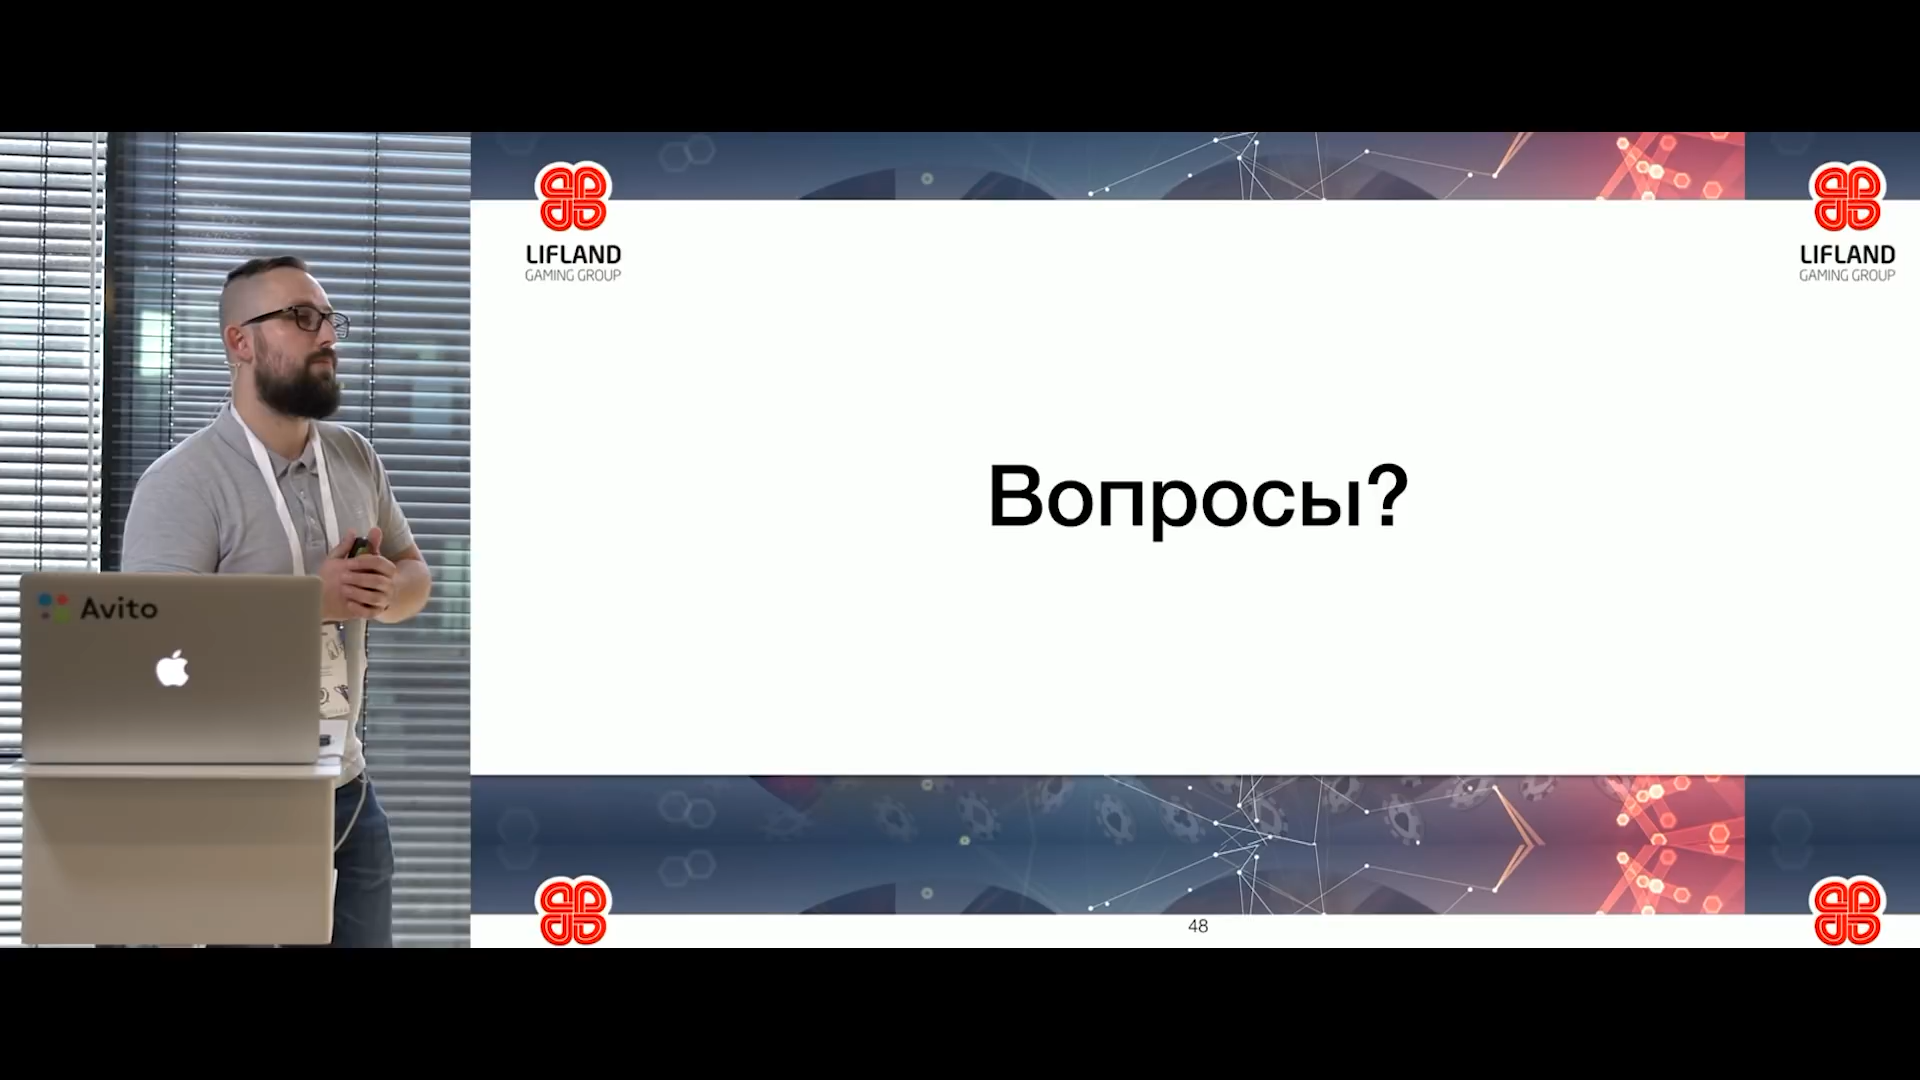 LIFLAND
GAMING GROUP
LIFLAND
GAMING GROUP
Вопросы?
Avito
48